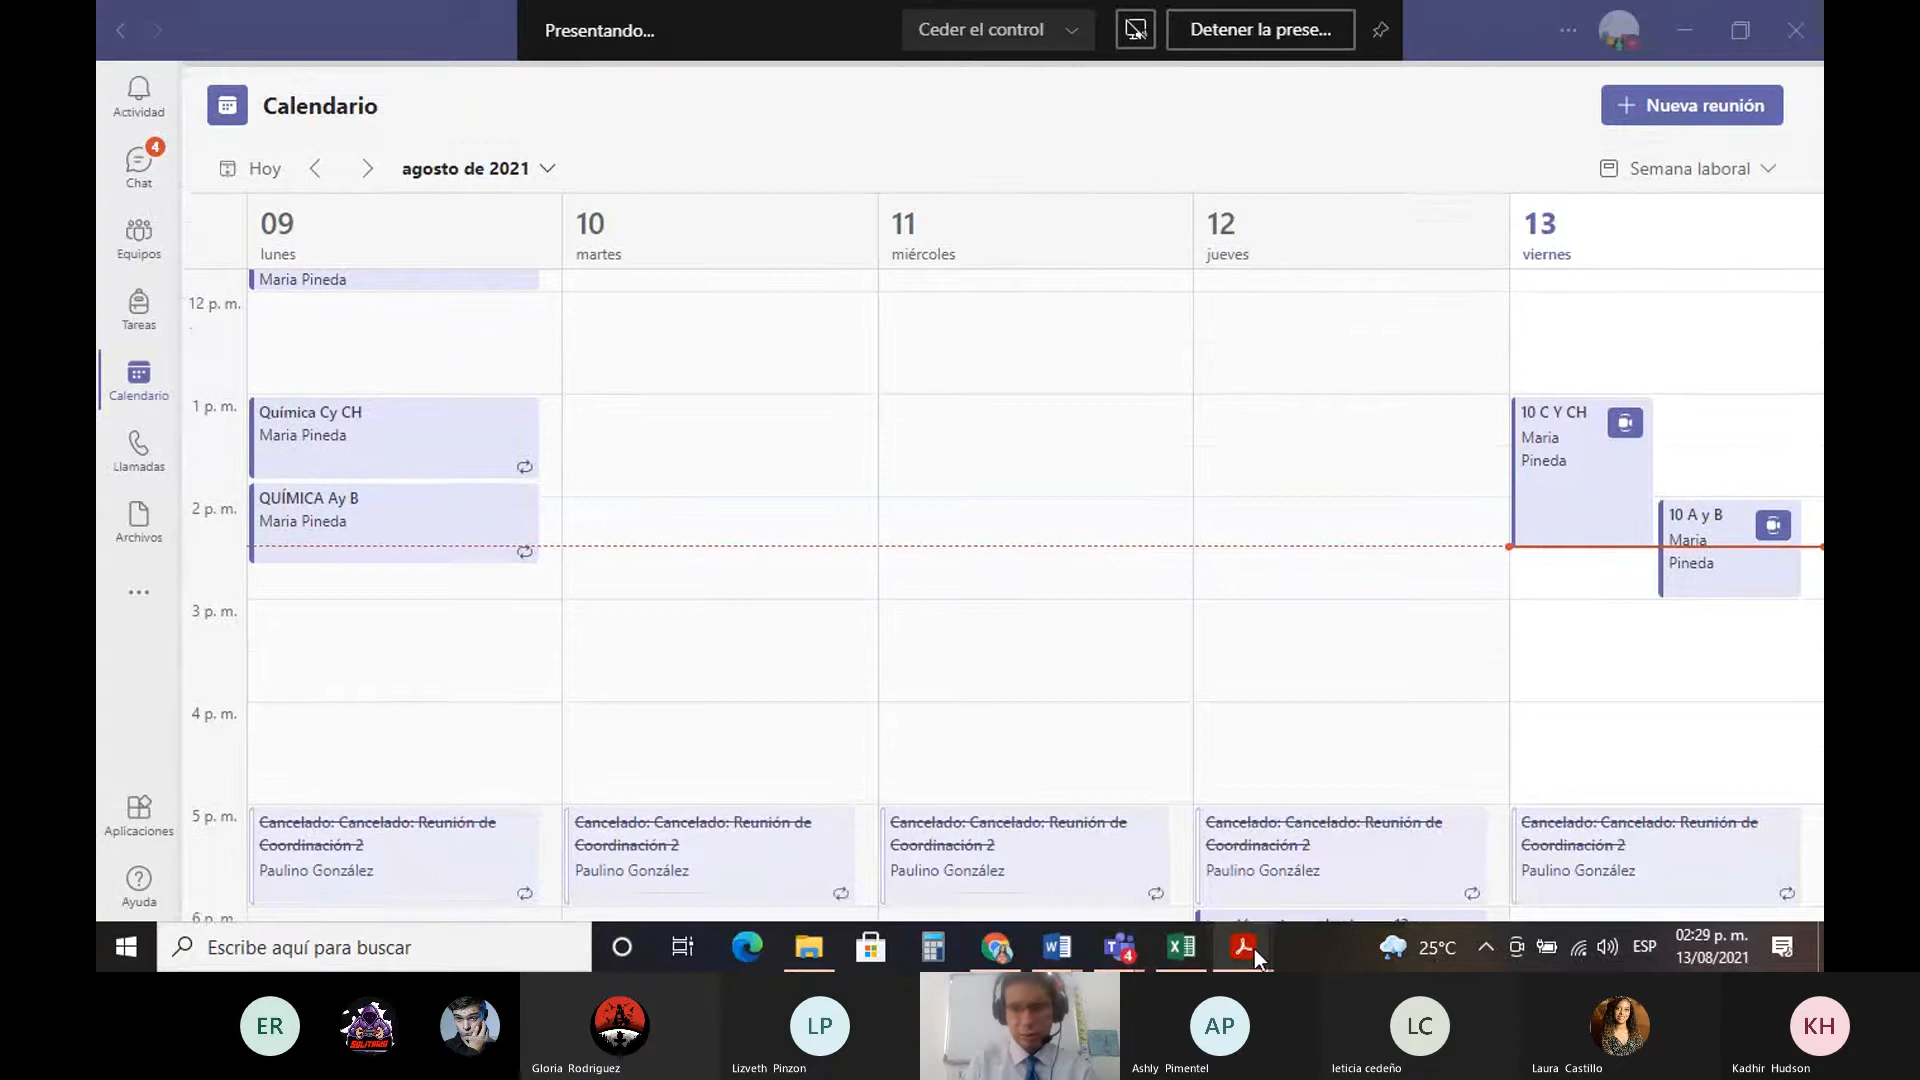 Presentando...
Ceder el control
Detener la prese...
Actividad
4
Chat
Equipos
Tareas
Calendario
Llamadas
Archivos
Aplicaciones
Ayuda
Calendario
Nueva reunión
Hoy
agosto de 2021
Semana laboral
09
lunes
10
martes
11
miércoles
12
jueves
13
viernes
Maria Pineda
12 p. m.
1 p. m.
Química Cy CH
Maria Pineda
10 C Y CH
Maria
Pineda
2 p. m.
QUÍMICA Ay B
Maria Pineda
10 A y B
Maria
Pineda
3 p. m.
4 p. m.
5 p. m.
Cancelado: Cancelado: Reunión de
Coordinación 2
Paulino González
Cancelado: Cancelado: Reunión de
Coordinación 2
Paulino González
Cancelado: Cancelado: Reunión de
Coordinación 2
Paulino González
Cancelado: Cancelado: Reunión de
Coordinación 2
Paulino González
Cancelado: Cancelado: Reunión de
Coordinación 2
Paulino González
6 p. m.
Escribe aquí para buscar
4
25°C
ESP
02:29 p. m.
13/08/2021
ER
SOLITARIO
Gloria Rodriguez
LP
Lizveth Pinzon
AP
Ashly Pimentel
LC
leticia cedeño
Laura Castillo
KH
Kadhir Hudson